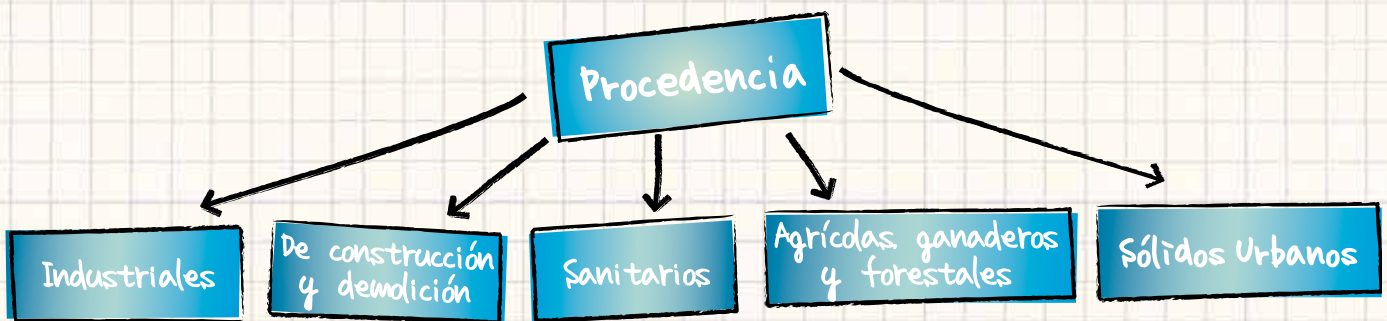 Procedencia
Industriales
De construcción
y demolición
Sanitarios
Agrícolas, ganaderos
y forestales
Sólidos Urbanos